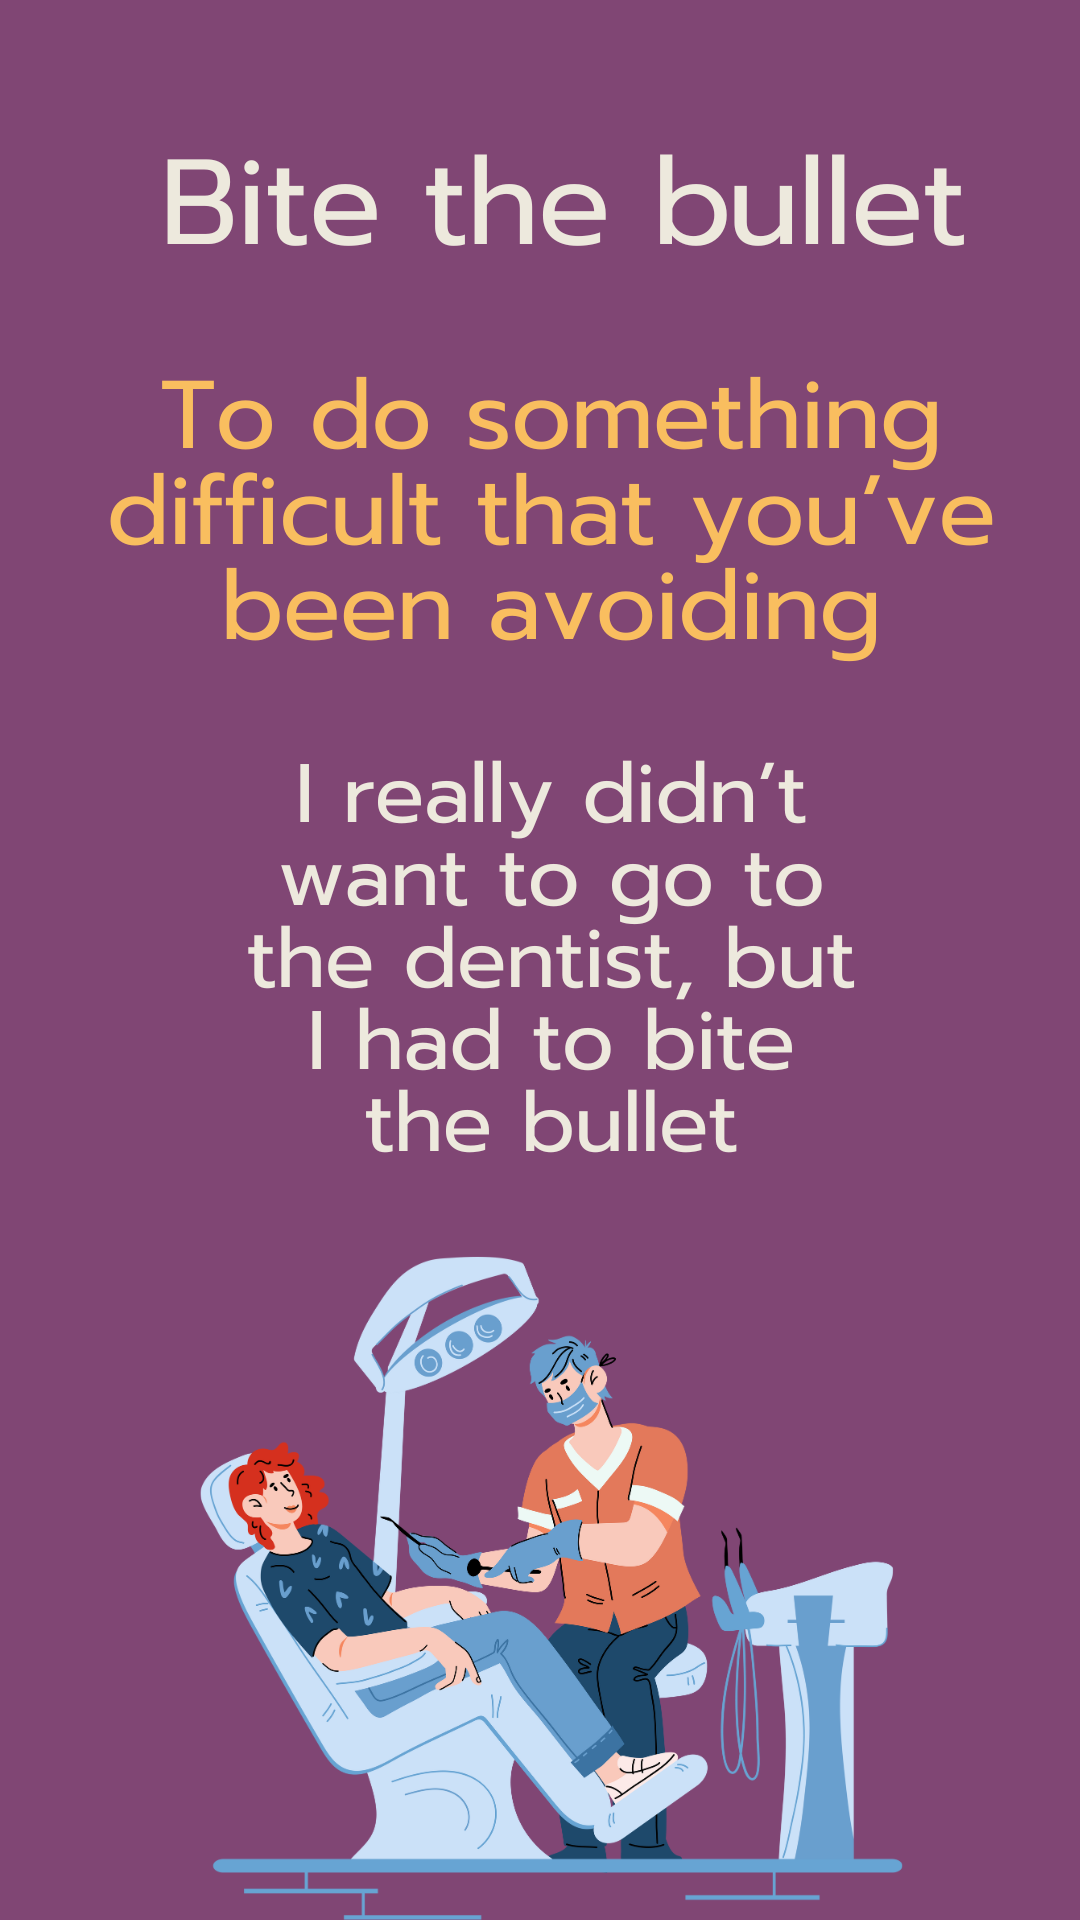 Bite the bullet
To do something
difficult that you’ve
been avoiding
I really didn’t
want to go to
the dentist, but
I had to bite
the bullet